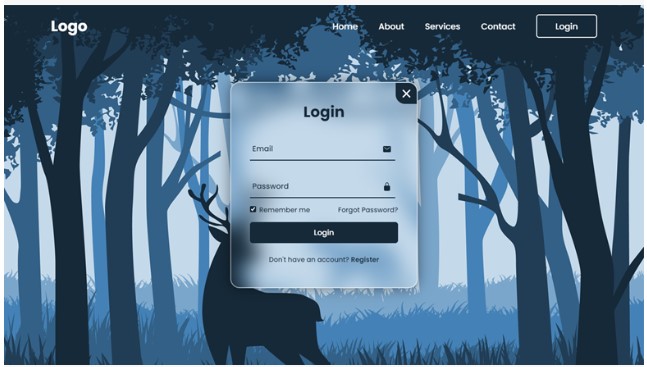 Logo
Home About Services Contact Login
Login
Email
Password
Remember me Forgot Password?
Login
Don't have an account? Register